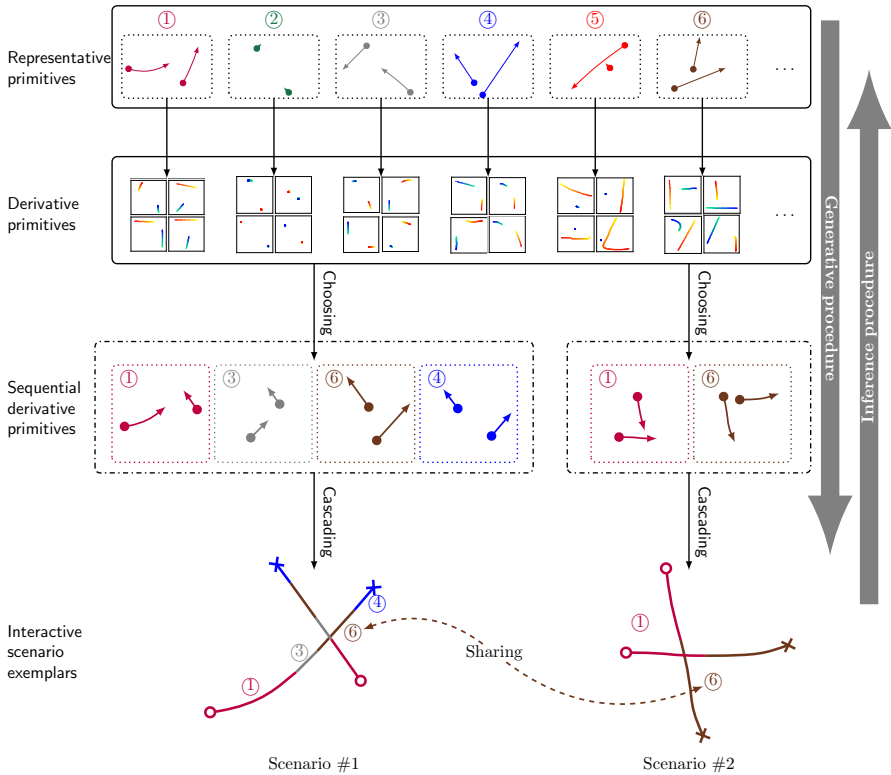 ① ② ③ ④ ⑤ ⑥
Representative
primitives
...
Derivative
primitives
...
Choosing
Choosing
Generative procedure
Inference procedure
Sequential
derivative
primitives
① ③ ⑥ ④
① ⑥
Cascading
Cascading
Interactive
scenario
exemplars
① ③ ⑥ ④
Sharing
① ⑥
Scenario #1
Scenario #2